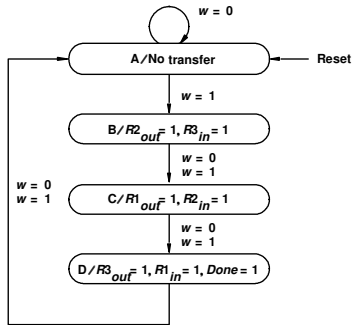 w = 0
A ⁄ No transfer
Reset
w = 1
B ⁄ R2out = 1, R3in = 1
w = 0
w = 1
w = 0
w = 1
C ⁄ R1out = 1, R2in = 1
w = 0
w = 1
D ⁄ R3out = 1, R1in = 1, Done = 1